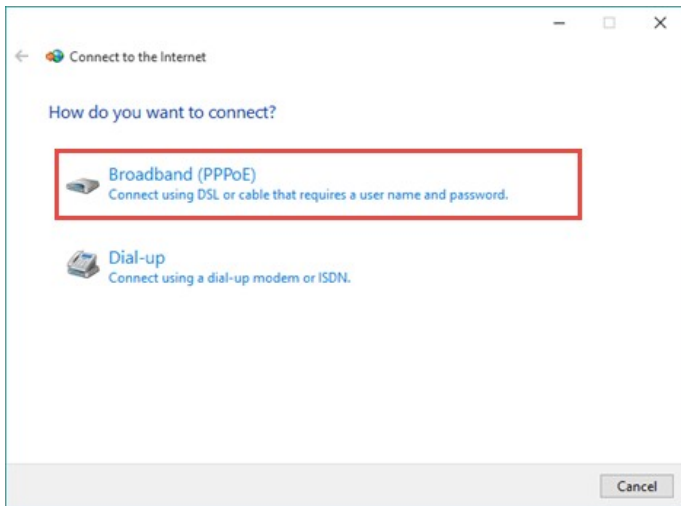 Connect to the Internet
How do you want to connect?
Broadband (PPPoE)
Connect using DSL or cable that requires a user name and password.
Dial-up
Connect using a dial-up modem or ISDN.
Cancel